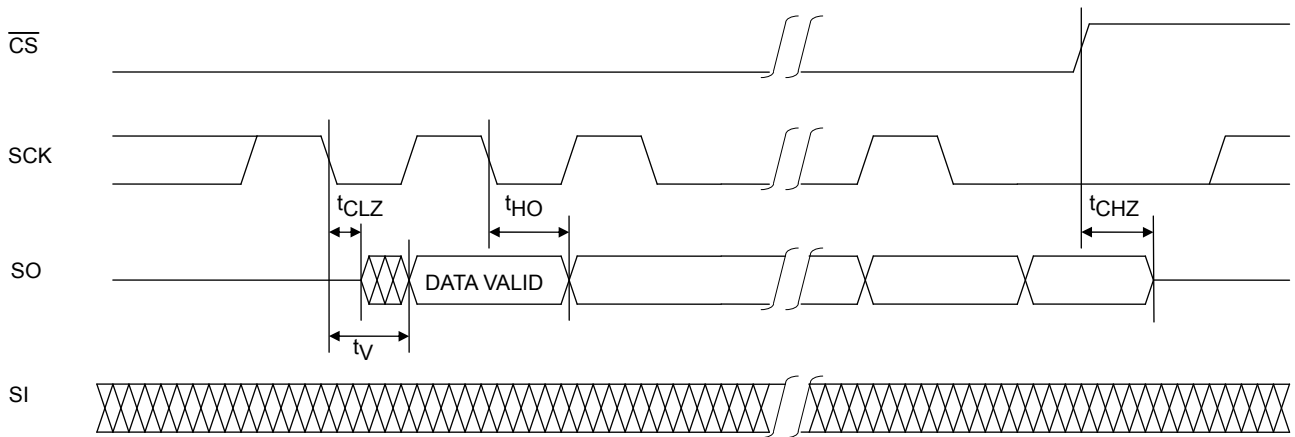 CS
SCK
tCLZ
tHO
tCHZ
SO
DATA VALID
tV
SI